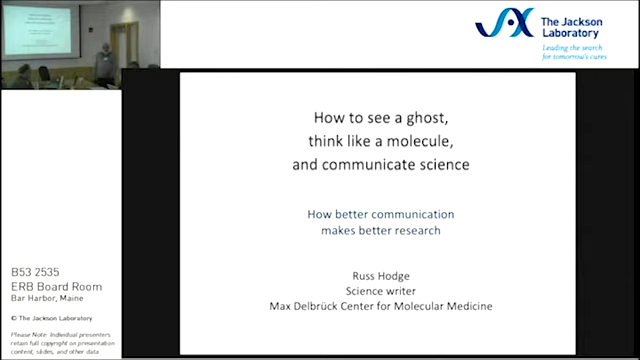 The Jackson
Laboratory
Leading the search
for tomorrow's cures
How to see a ghost,
think like a molecule,
and communicate science
How better communication
makes better research
Russ Hodge
Science writer
Max Delbrück Center for Molecular Medicine
B53 2535
ERB Board Room
Bar Harbor, Maine
© The Jackson Laboratory
Please Note: Individual presenters
retain full copyright on presentation
content, slides, and other data.